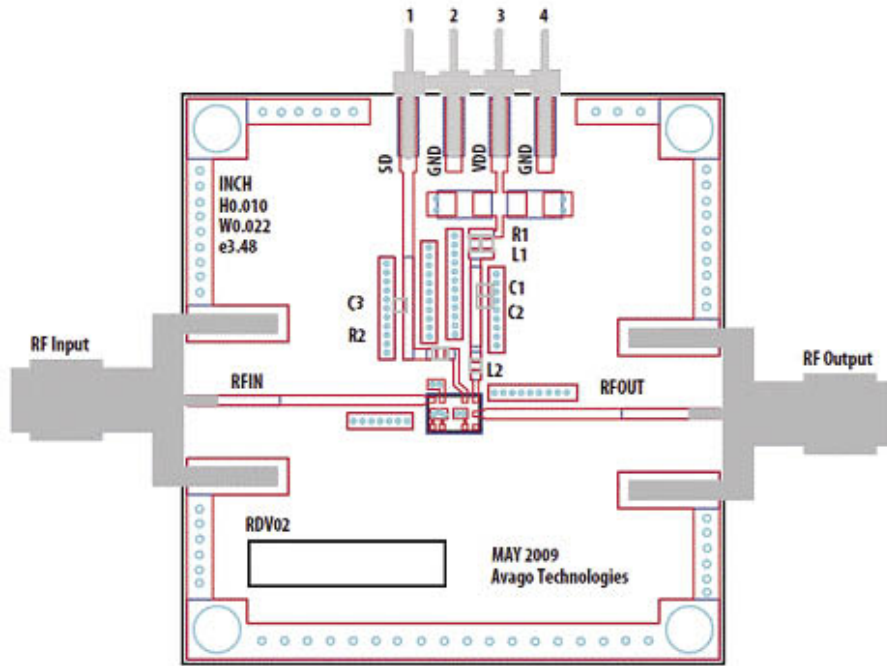 1 2 3 4
SD GND VDD GND
INCH
H0.010
W0.022
e3.48
R1
L1
C1
C2
C3
R2
L2
RF Input
RFIN
RFOUT
RF Output
RDV02
MAY 2009
Avago Technologies